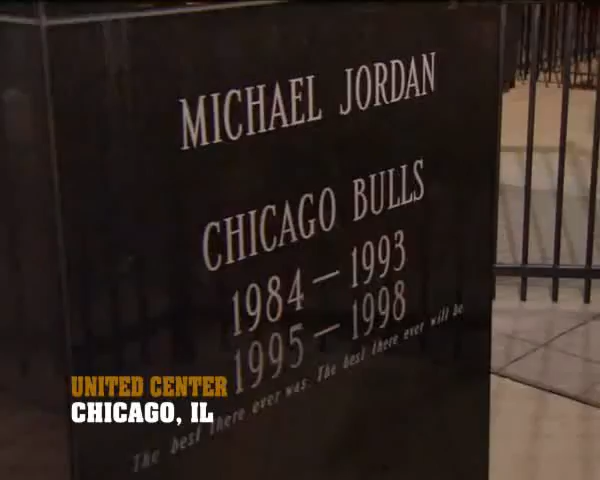 MICHAEL JORDAN
CHICAGO BULLS
1984 – 1993
1995 – 1998
The best there ever was. The best there ever will be
UNITED CENTER
CHICAGO, IL